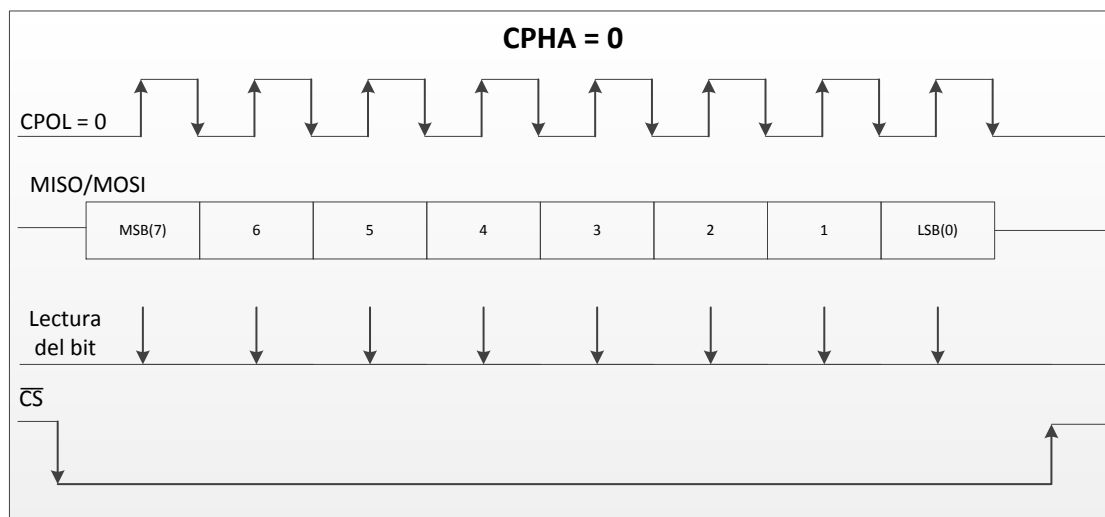 CPHA = 0
CPOL = 0
MISO/MOSI
MSB(7) 6 5 4 3 2 1 LSB(0)
Lectura
del bit
C̅S̅